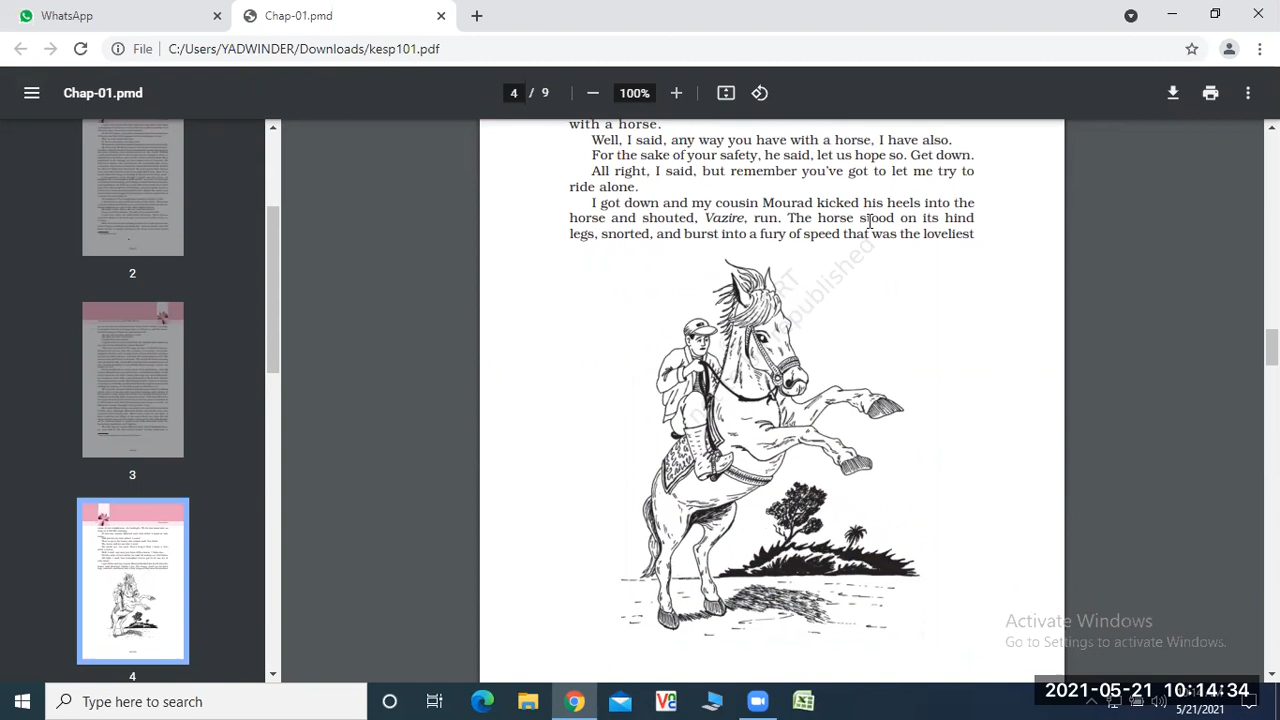 WhatsApp
Chap-01.pmd
File
C:/Users/YADWINDER/Downloads/kesp101.pdf
Chap-01.pmd
4 / 9
100%
2
3
4
with a horse.
Well, I said, any way you have with a horse, I have also.
For the sake of your safety, he said, let us hope so. Get down.
All right, I said, but remember you've got to let me try to
ride alone.
I got down and my cousin Mourad kicked his heels into the
horse and shouted, Vazire, run. The horse stood on its hind
legs, snorted, and burst into a fury of speed that was the loveliest
published
Activate Windows
Go to Settings to activate Windows.
Type here to search
2021-05-21 10:14:34
5/21/2021